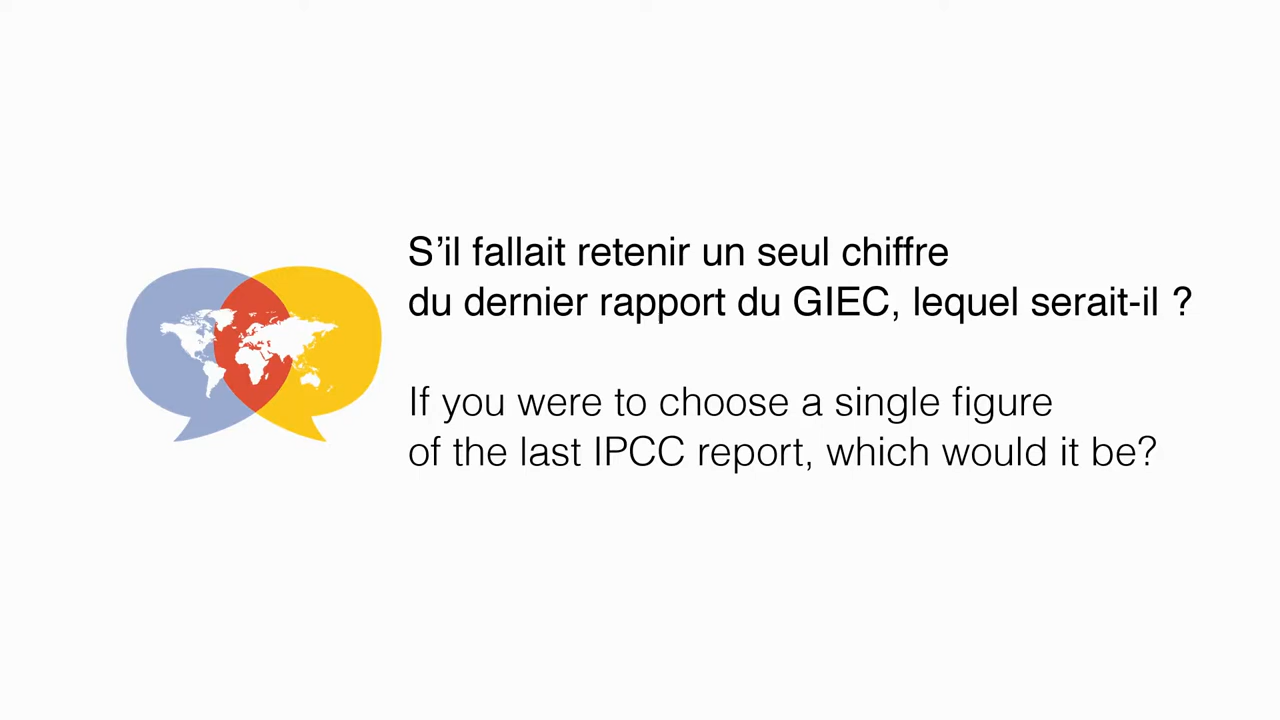 S’il fallait retenir un seul chiffre
du dernier rapport du GIEC, lequel serait-il ?
If you were to choose a single figure
of the last IPCC report, which would it be?